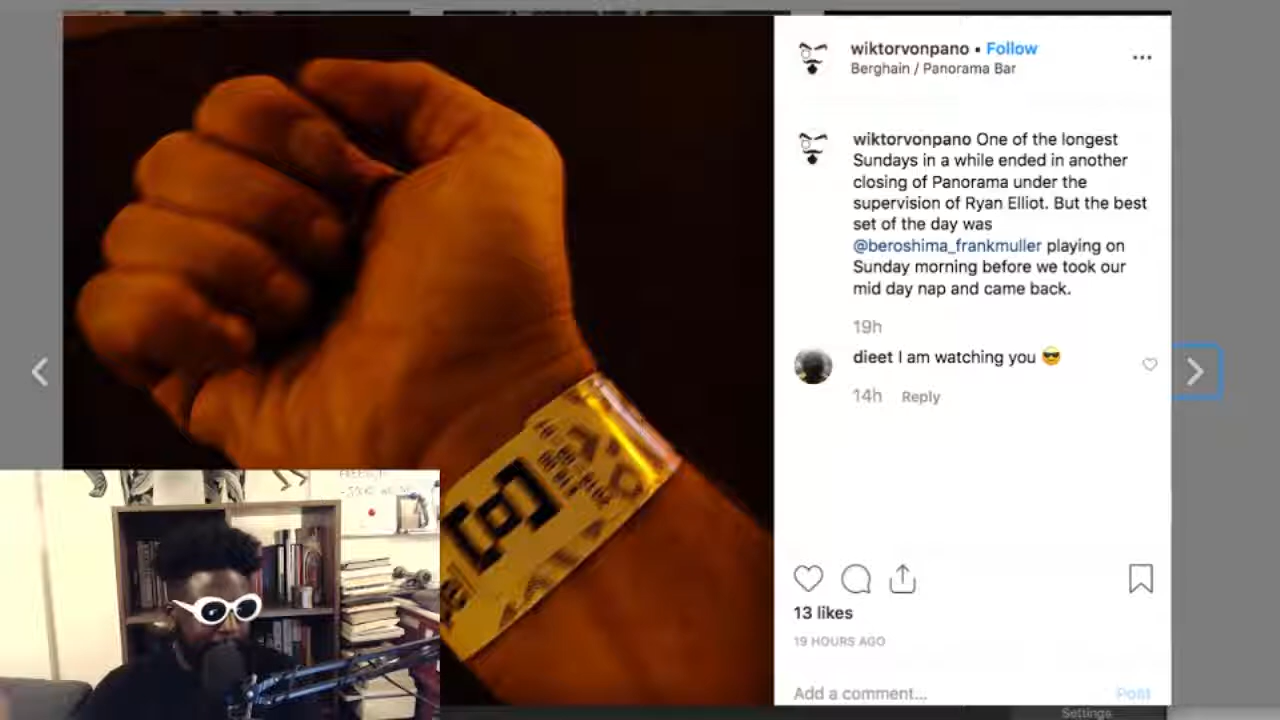 wiktorvonpano • Follow
Berghain / Panorama Bar
wiktorvonpano One of the longest
Sundays in a while ended in another
closing of Panorama under the
supervision of Ryan Elliot. But the best
set of the day was
@beroshima_frankmuller playing on
Sunday morning before we took our
mid day nap and came back.
19h
dieet I am watching you 😎
14h Reply
13 likes
19 HOURS AGO
Add a comment... Post
Settings